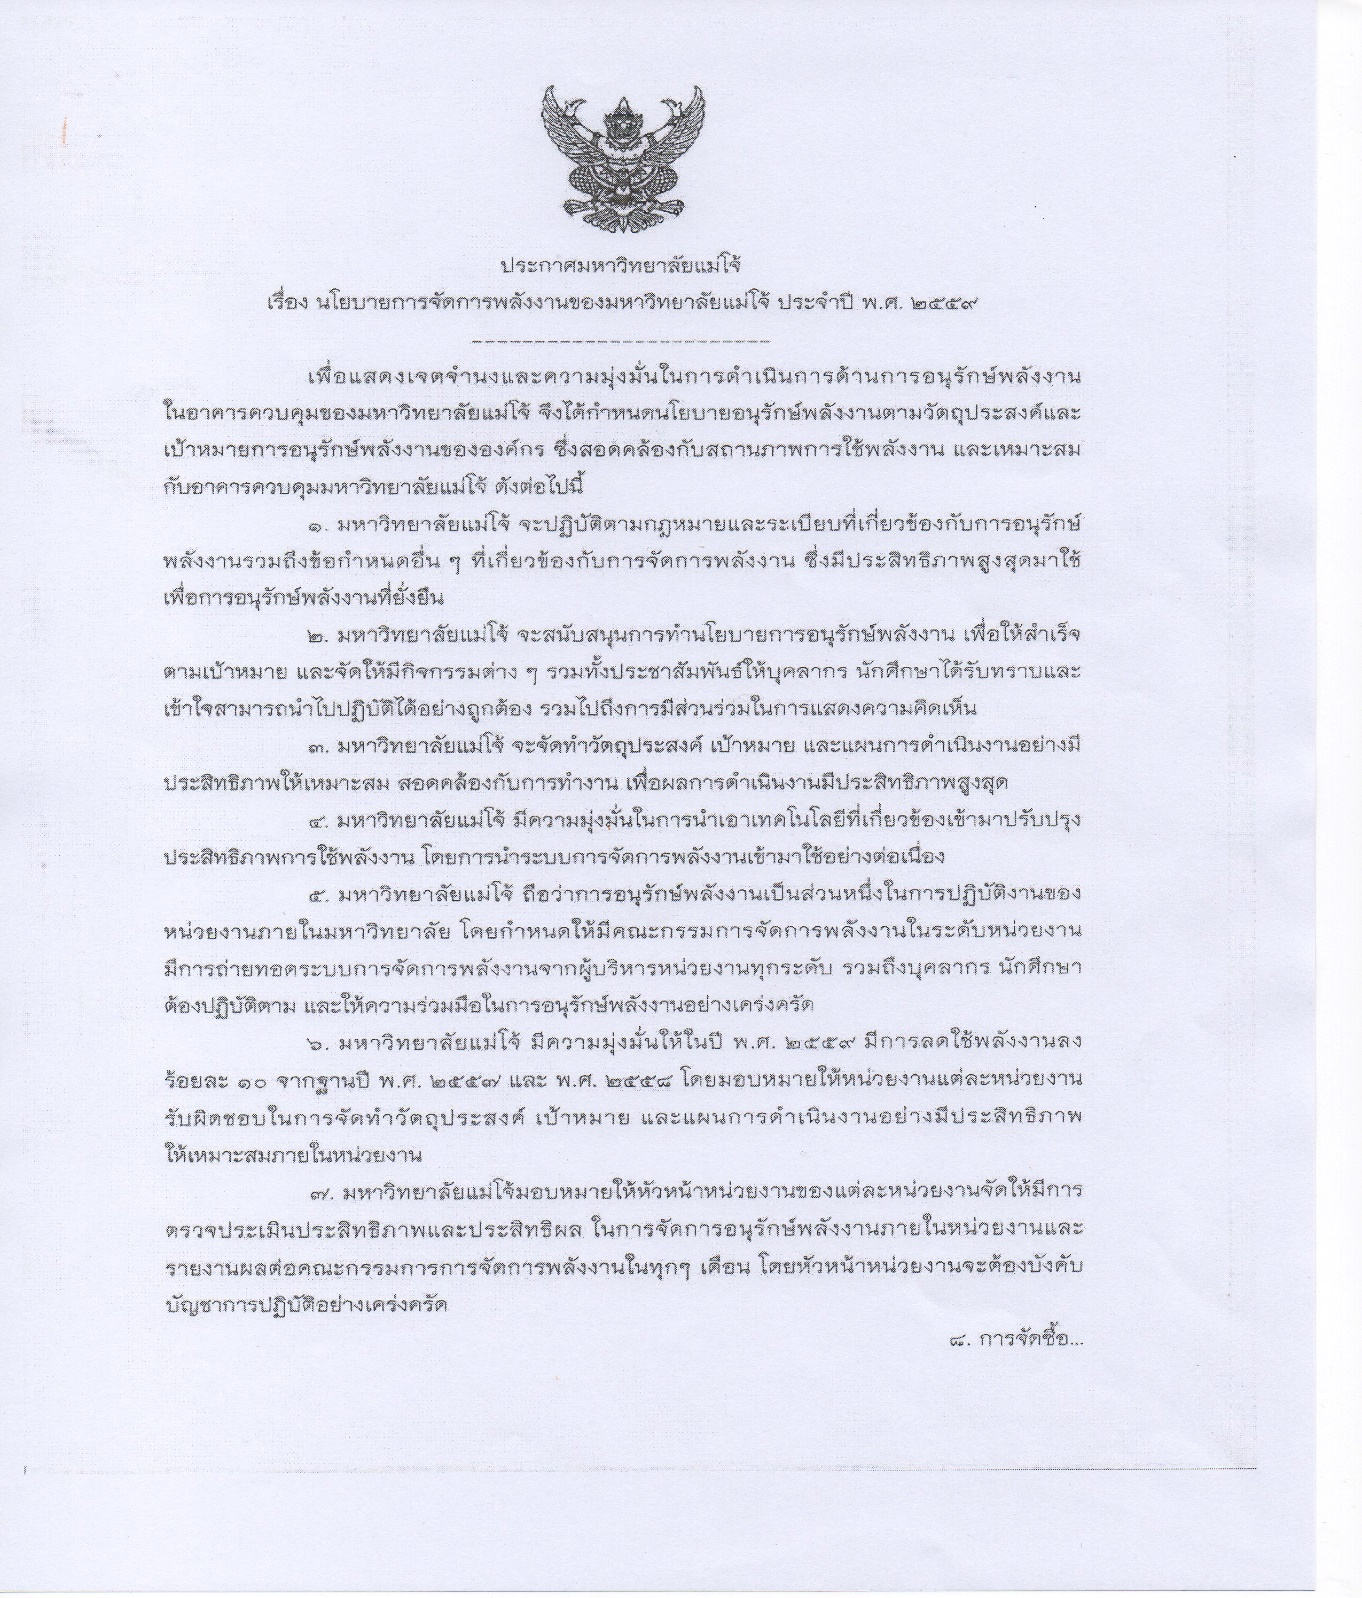 ประกาศมหาวิทยาลัยแม่โจ้
เรื่อง นโยบายการจัดการพลังงานของมหาวิทยาลัยแม่โจ้ ประจำปี พ.ศ. ๒๕๕๙
------------------------
เพื่อแสดงเจตจำนงและความมุ่งมั่นในการดำเนินการด้านการอนุรักษ์พลังงาน
ในอาคารควบคุมของมหาวิทยาลัยแม่โจ้ จึงได้กำหนดนโยบายอนุรักษ์พลังงานตามวัตถุประสงค์และ
เป้าหมายการอนุรักษ์พลังงานขององค์กร ซึ่งสอดคล้องกับสถานภาพการใช้พลังงาน และเหมาะสม
กับอาคารควบคุมมหาวิทยาลัยแม่โจ้ ดังต่อไปนี้
๑. มหาวิทยาลัยแม่โจ้ จะปฏิบัติตามกฎหมายและระเบียบที่เกี่ยวข้องกับการอนุรักษ์
พลังงานรวมถึงข้อกำหนดอื่น ๆ ที่เกี่ยวข้องกับการจัดการพลังงาน ซึ่งมีประสิทธิภาพสูงสุดมาใช้
เพื่อการอนุรักษ์พลังงานที่ยั่งยืน
๒. มหาวิทยาลัยแม่โจ้ จะสนับสนุนการทำนโยบายการอนุรักษ์พลังงาน เพื่อให้สำเร็จ
ตามเป้าหมาย และจัดให้มีกิจกรรมต่าง ๆ รวมทั้งประชาสัมพันธ์ให้บุคลากร นักศึกษาได้รับทราบและ
เข้าใจสามารถนำไปปฏิบัติได้อย่างถูกต้อง รวมไปถึงการมีส่วนร่วมในการแสดงความคิดเห็น
๓. มหาวิทยาลัยแม่โจ้ จะจัดทำวัตถุประสงค์ เป้าหมาย และแผนการดำเนินงานอย่างมี
ประสิทธิภาพให้เหมาะสม สอดคล้องกับการทำงาน เพื่อผลการดำเนินงานมีประสิทธิภาพสูงสุด
๔. มหาวิทยาลัยแม่โจ้ มีความมุ่งมั่นในการนำเอาเทคโนโลยีที่เกี่ยวข้องเข้ามาปรับปรุง
ประสิทธิภาพการใช้พลังงาน โดยการนำระบบการจัดการพลังงานเข้ามาใช้อย่างต่อเนื่อง
๕. มหาวิทยาลัยแม่โจ้ ถือว่าการอนุรักษ์พลังงานเป็นส่วนหนึ่งในการปฏิบัติงานของ
หน่วยงานภายในมหาวิทยาลัย โดยกำหนดให้มีคณะกรรมการจัดการพลังงานในระดับหน่วยงาน
มีการถ่ายทอดระบบการจัดการพลังงานจากผู้บริหารหน่วยงานทุกระดับ รวมถึงบุคลากร นักศึกษา
ต้องปฏิบัติตาม และให้ความร่วมมือในการอนุรักษ์พลังงานอย่างเคร่งครัด
๖. มหาวิทยาลัยแม่โจ้ มีความมุ่งมั่นให้ในปี พ.ศ. ๒๕๕๙ มีการลดใช้พลังงานลง
ร้อยละ ๑๐ จากฐานปี พ.ศ. ๒๕๕๗ และ พ.ศ. ๒๕๕๘ โดยมอบหมายให้หน่วยงานแต่ละหน่วยงาน
รับผิดชอบในการจัดทำวัตถุประสงค์ เป้าหมาย และแผนการดำเนินงานอย่างมีประสิทธิภาพ
ให้เหมาะสมภายในหน่วยงาน
๗. มหาวิทยาลัยแม่โจ้มอบหมายให้หัวหน้าหน่วยงานของแต่ละหน่วยงานจัดให้มีการ
ตรวจประเมินประสิทธิภาพและประสิทธิผล ในการจัดการอนุรักษ์พลังงานภายในหน่วยงานและ
รายงานผลต่อคณะกรรมการการจัดการพลังงานในทุกๆ เดือน โดยหัวหน้าหน่วยงานจะต้องบังคับ
บัญชาการปฏิบัติอย่างเคร่งครัด
๘. การจัดซื้อ...